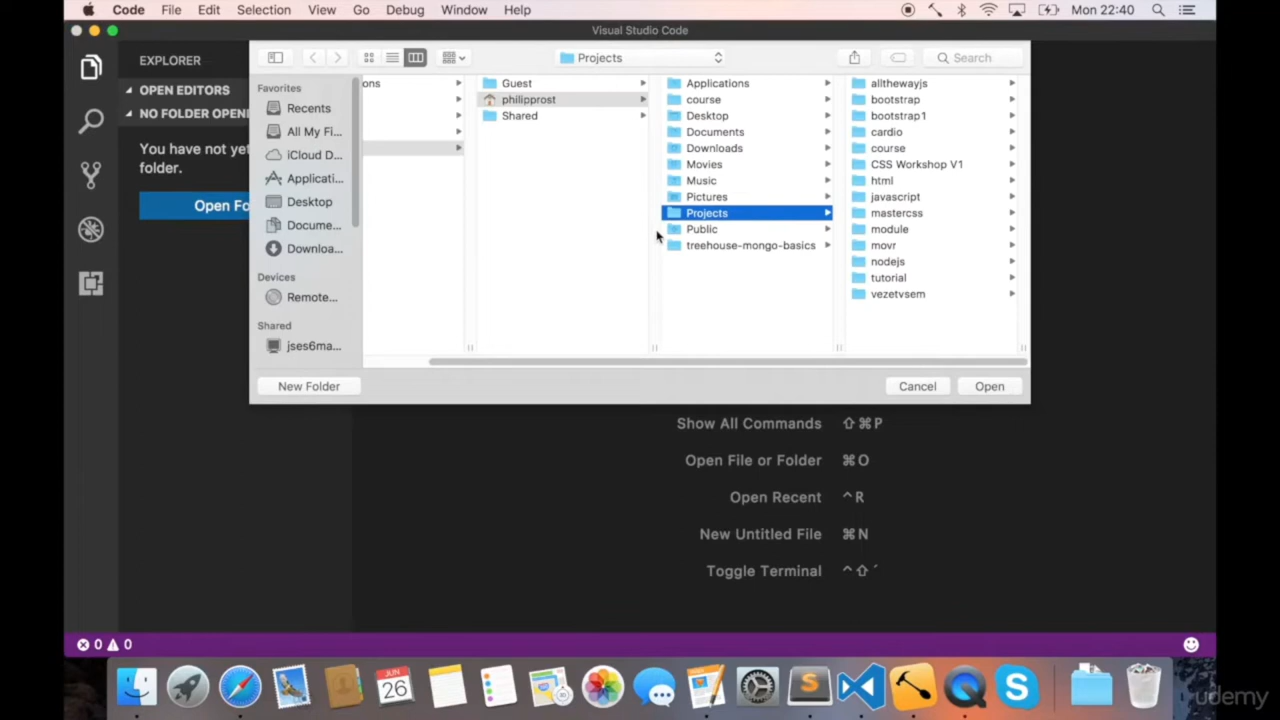 Code File Edit Selection View Go Debug Window Help Mon 22:40
Visual Studio Code
EXPLORER
OPEN EDITORS
NO FOLDER OPENE
You have not yet
folder.
Open Fo
Projects
Search
Favorites
Recents
All My Fi...
iCloud D...
Applicati...
Desktop
Docume...
Downloa...
Devices
Remote...
Shared
jses6ma...
ons
Guest
philipprost
Shared
Applications
course
Desktop
Documents
Downloads
Movies
Music
Pictures
Projects
Public
treehouse-mongo-basics
allthewayjs
bootstrap
bootstrap1
cardio
course
CSS Workshop V1
html
javascript
mastercss
module
movr
nodejs
tutorial
vezetvsem
New Folder
Cancel
Open
Show All Commands ⇧⌘P
Open File or Folder ⌘O
Open Recent ^R
New Untitled File ⌘N
Toggle Terminal ^⇧´
0 0
JUN
26
udemy